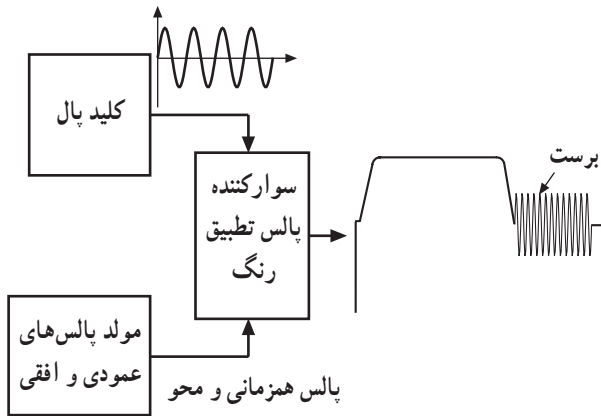 کلید پال
سوارکننده
پالس تطبیق
رنگ
برست
مولد پالس‌های
عمودی و افقی
پالس همزمانی و محو